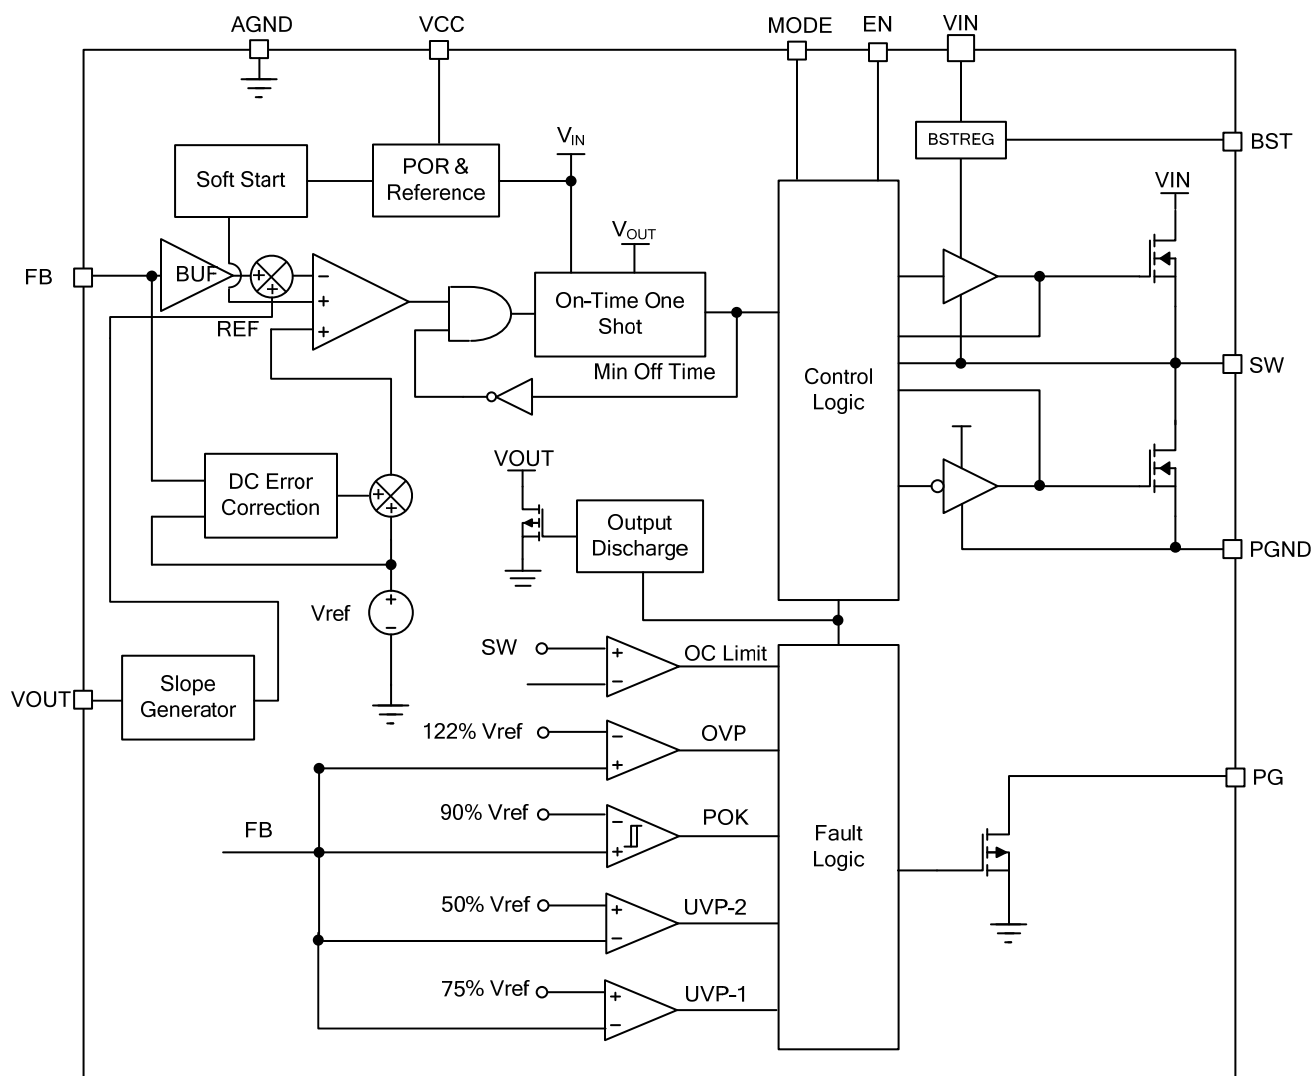 AGND
VCC
MODE
EN
VIN
BSTREG
BST
VIN
Soft Start
POR &
Reference
VIN
VOUT
FB
BUF
+
+
REF
−
+
+
On-Time One
Shot
Min Off Time
Control
Logic
SW
DC Error
Correction
+
+
VOUT
Output
Discharge
PGND
Vref
+
−
VOUT
Slope
Generator
SW
+
−
OC Limit
122% Vref
−
+
OVP
90% Vref
−
+
POK
FB
50% Vref
+
−
UVP-2
75% Vref
+
−
UVP-1
Fault
Logic
PG